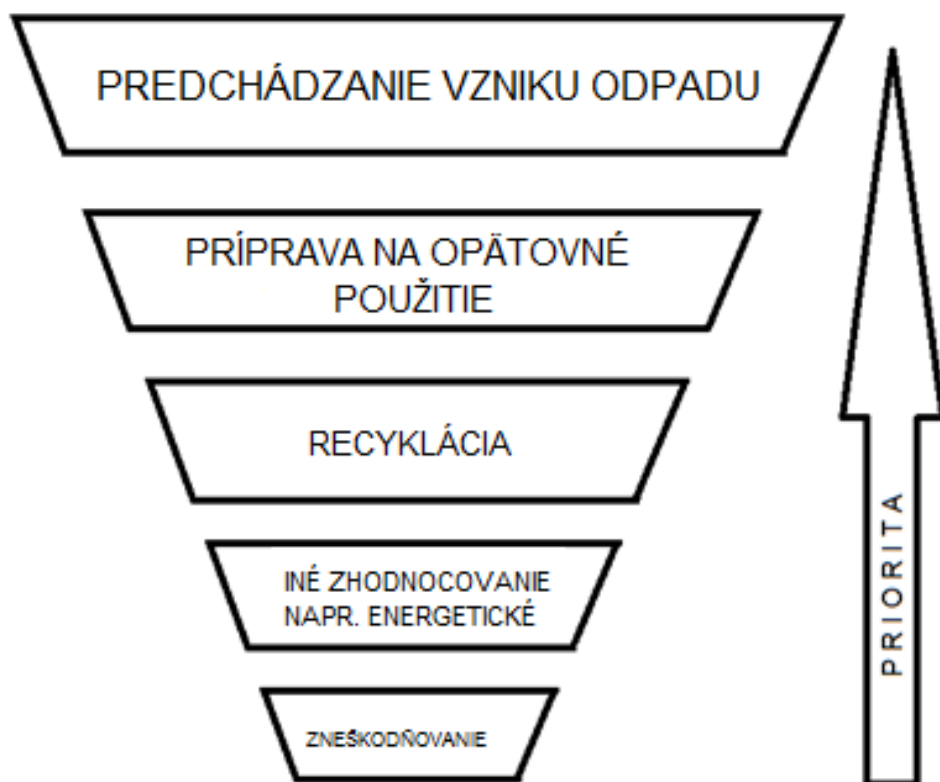 PREDCHÁDZANIE VZNIKU ODPADU
PRÍPRAVA NA OPÄTOVNÉ
POUŽITIE
RECYKLÁCIA
INÉ ZHODNOCOVANIE
NAPR. ENERGETICKÉ
ZNEŠKODŇOVANIE
PRIORITA